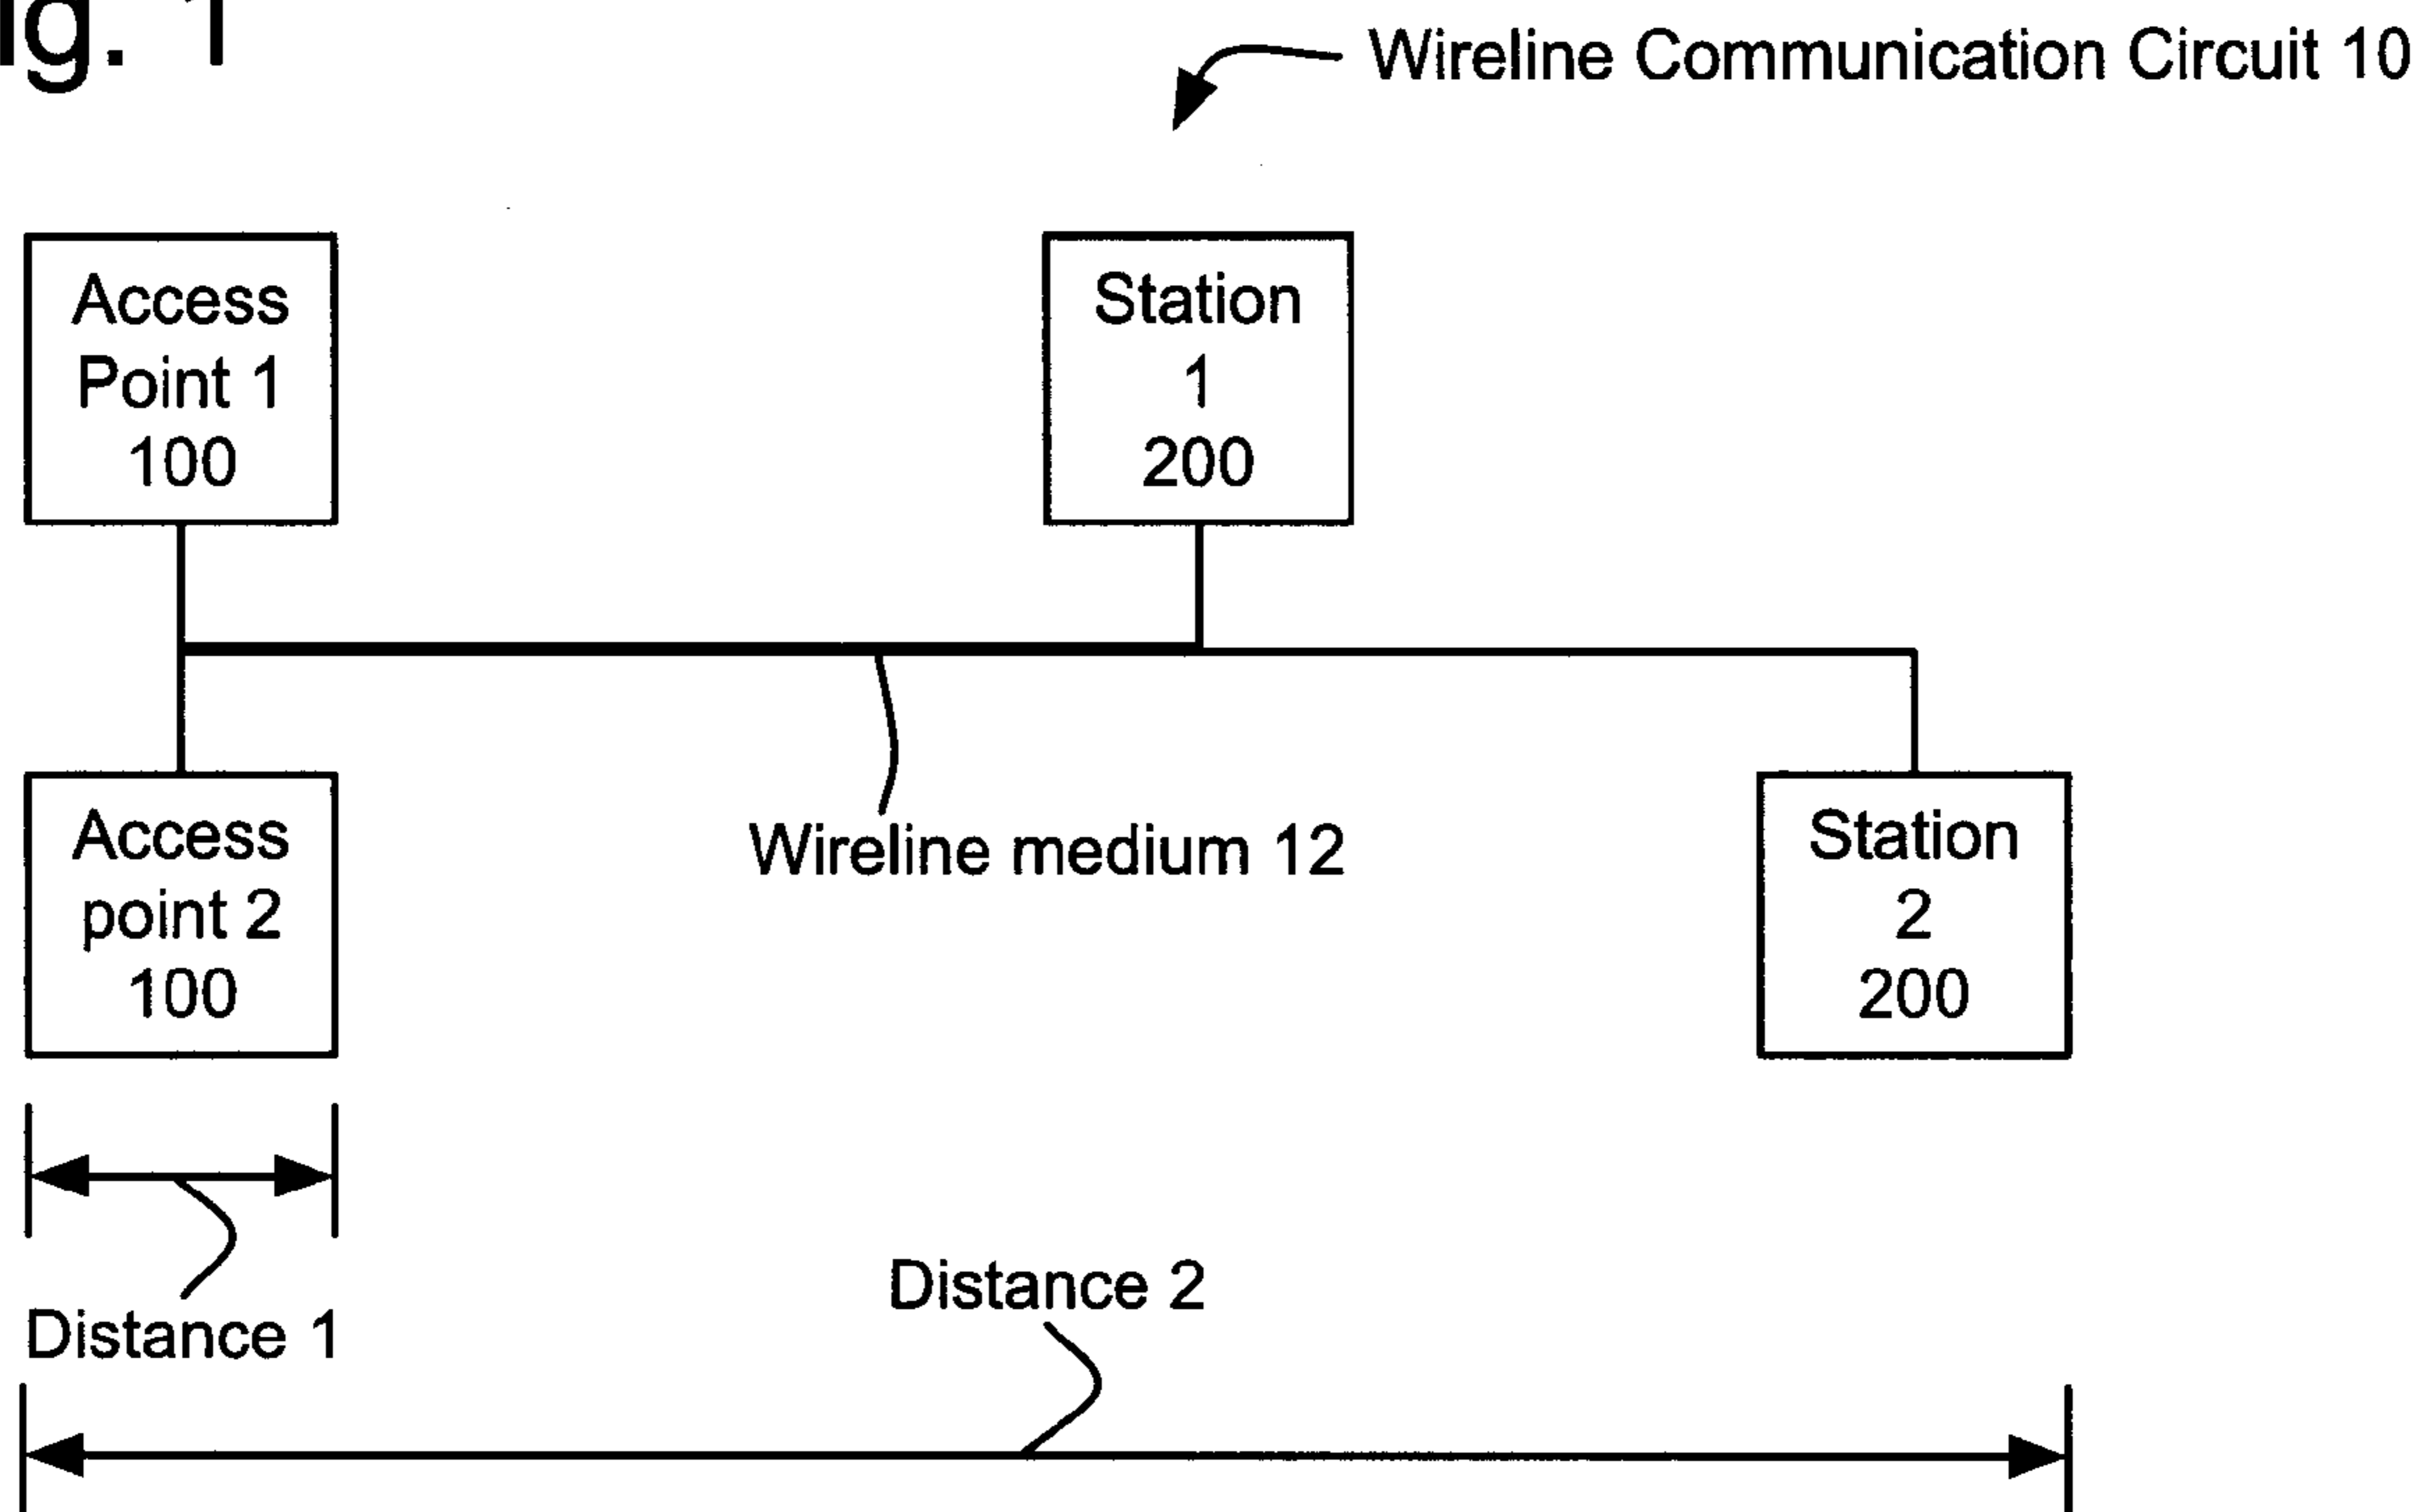 ig. 1
Wireline Communication Circuit 10
Access
Point 1
100
Station
1
200
Wireline medium 12
Access
point 2
100
Station
2
200
Distance 1
Distance 2